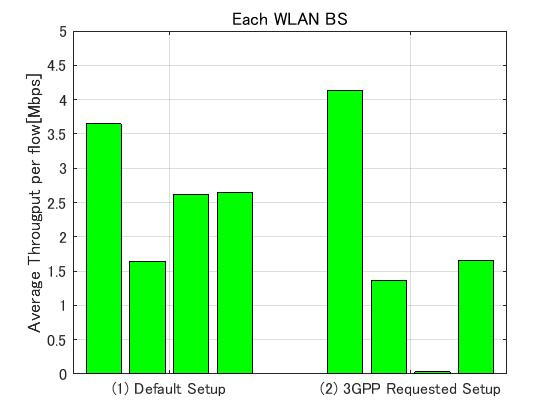 Each WLAN BS
Average Througput per flow[Mbps]
5
4.5
4
3.5
3
2.5
2
1.5
1
0.5
0
(1) Default Setup
(2) 3GPP Requested Setup